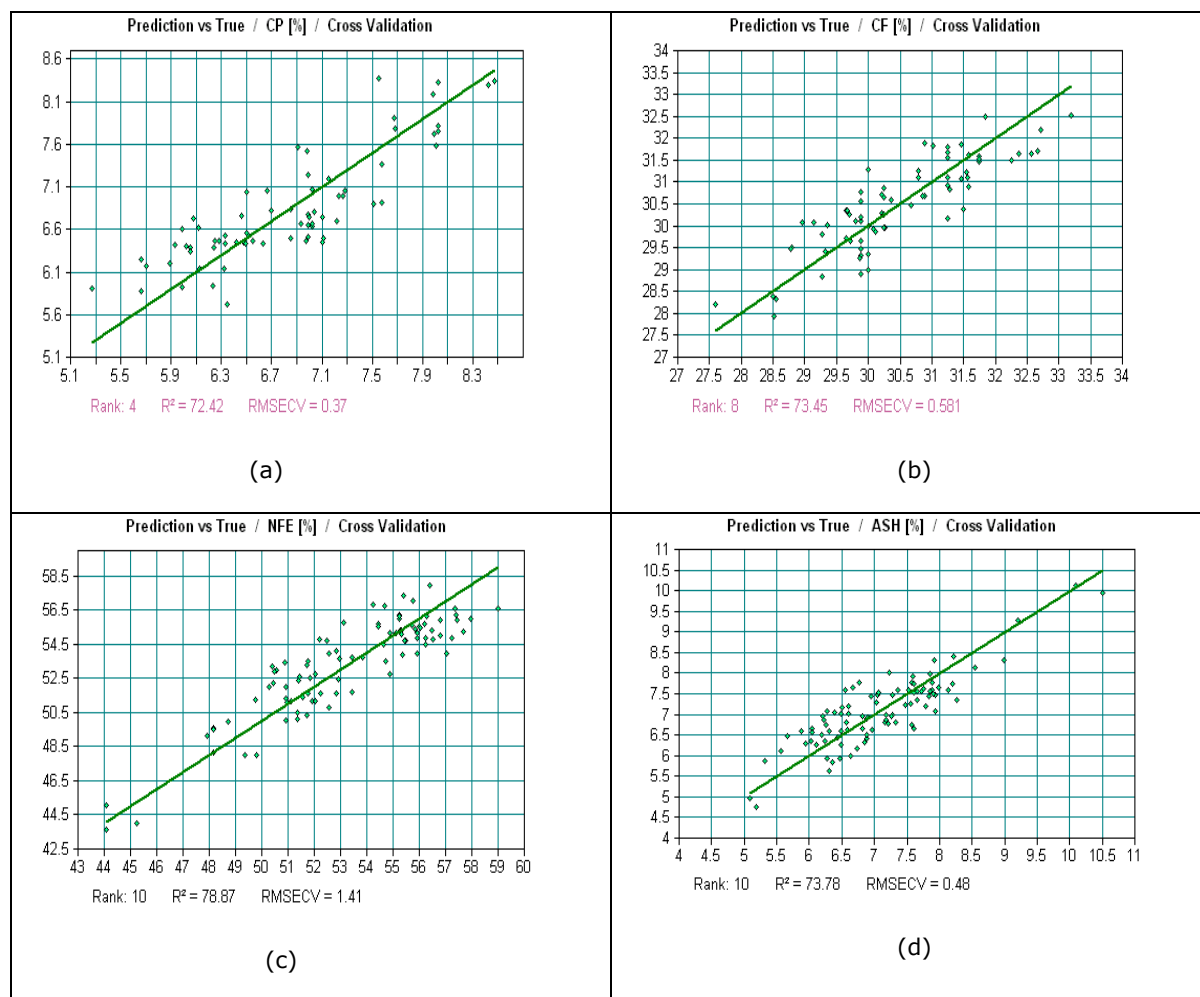 Prediction vs True / CP [%] / Cross Validation
8.6
8.1
7.6
7.1
6.6
6.1
5.6
5.1
5.1 5.5 5.9 6.3 6.7 7.1 7.5 7.9 8.3
Rank: 4 R² = 72.42 RMSECV = 0.37
(a)
Prediction vs True / CF [%] / Cross Validation
34
33.5
33
32.5
32
31.5
31
30.5
30
29.5
29
28.5
28
27.5
27
27 27.5 28 28.5 29 29.5 30 30.5 31 31.5 32 32.5 33 33.5 34
Rank: 8 R² = 73.45 RMSECV = 0.581
(b)
Prediction vs True / NFE [%] / Cross Validation
58.5
56.5
54.5
52.5
50.5
48.5
46.5
44.5
42.5
43 44 45 46 47 48 49 50 51 52 53 54 55 56 57 58 59 60
Rank: 10 R² = 78.87 RMSECV = 1.41
(c)
Prediction vs True / ASH [%] / Cross Validation
11
10.5
10
9.5
9
8.5
8
7.5
7
6.5
6
5.5
5
4.5
4
4 4.5 5 5.5 6 6.5 7 7.5 8 8.5 9 9.5 10 10.5 11
Rank: 10 R² = 73.78 RMSECV = 0.48
(d)